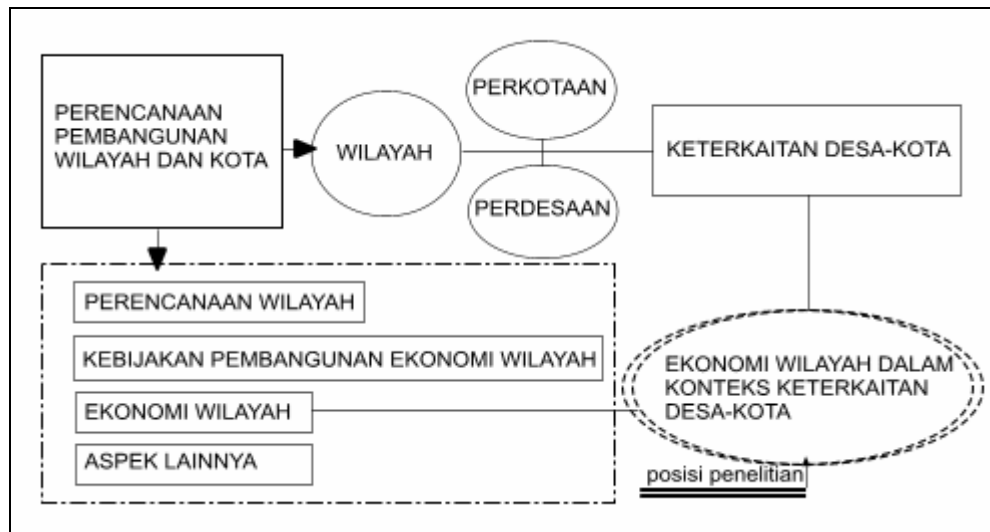 PERENCANAAN
PEMBANGUNAN
WILAYAH DAN KOTA
WILAYAH
PERKOTAAN
PERDESAAN
KETERKAITAN DESA-KOTA
PERENCANAAN WILAYAH
KEBIJAKAN PEMBANGUNAN EKONOMI WILAYAH
EKONOMI WILAYAH
ASPEK LAINNYA
EKONOMI WILAYAH DALAM
KONTEKS KETERKAITAN
DESA-KOTA
posisi penelitian